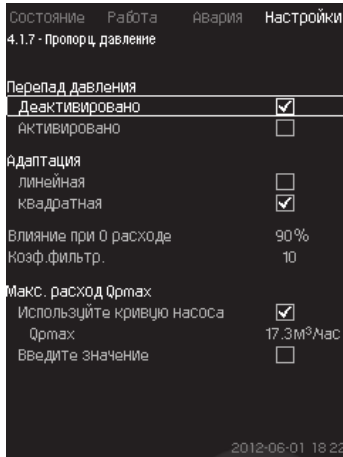 Состояние Работа Авария Настройки
4.1.7 - Пропорц. давление
Перепад давления
Деактивировано
Активировано
Адаптация
линейная
квадратная
Влияние при 0 расходе 90%
Коэф.фильтр. 10
Макс. расход Qpmax
Используйте кривую насоса
Qpmax 17.3м³/час
Введите значение
2012-06-01 18:22